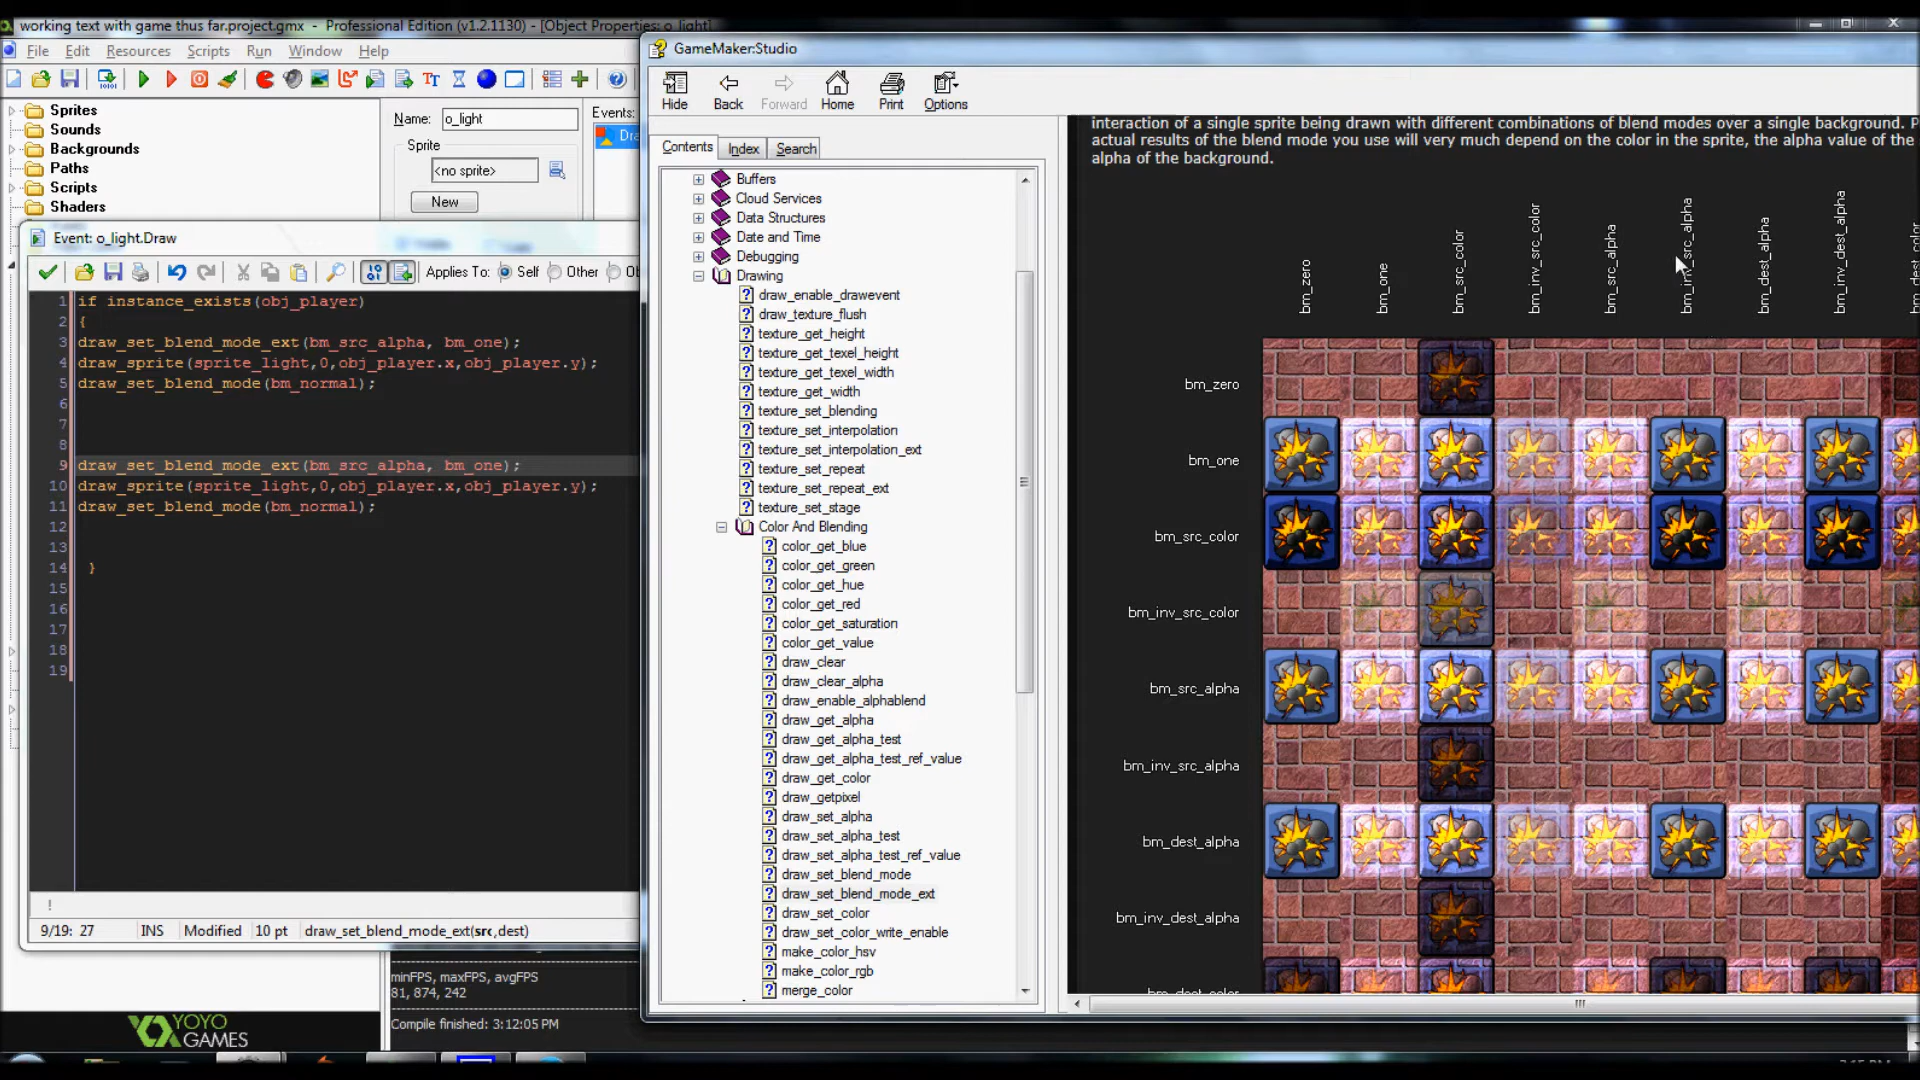 working text with game thus far.project.gmx - Professional Edition (v1.2.1130) - [Object Properties: o_light]
File Edit Resources Scripts Run Window Help
Sprites
Sounds
Backgrounds
Paths
Scripts
Shaders
Name: o_light
Sprite
<no sprite>
New
Events:
Event: o_light.Draw
Applies To: Self Other
1 if instance_exists(obj_player)
2 {
3 draw_set_blend_mode_ext(bm_src_alpha, bm_one);
4 draw_sprite(sprite_light,0,obj_player.x,obj_player.y);
5 draw_set_blend_mode(bm_normal);
6
7
8
9 draw_set_blend_mode_ext(bm_src_alpha, bm_one);
10 draw_sprite(sprite_light,0,obj_player.x,obj_player.y);
11 draw_set_blend_mode(bm_normal);
12
13
14 }
15
16
17
18
19
!
9/19: 27 INS Modified 10 pt draw_set_blend_mode_ext(src,dest)
minFPS, maxFPS, avgFPS
81, 874, 242
Compile finished: 3:12:05 PM
YOYO
GAMES
GameMaker:Studio
Hide Back Forward Home Print Options
Contents Index Search
Buffers
Cloud Services
Data Structures
Date and Time
Debugging
Drawing
draw_enable_drawevent
draw_texture_flush
texture_get_height
texture_get_texel_height
texture_get_texel_width
texture_get_width
texture_set_blending
texture_set_interpolation
texture_set_interpolation_ext
texture_set_repeat
texture_set_repeat_ext
texture_set_stage
Color And Blending
color_get_blue
color_get_green
color_get_hue
color_get_red
color_get_saturation
color_get_value
draw_clear
draw_clear_alpha
draw_enable_alphablend
draw_get_alpha
draw_get_alpha_test
draw_get_alpha_test_ref_value
draw_get_color
draw_getpixel
draw_set_alpha
draw_set_alpha_test
draw_set_alpha_test_ref_value
draw_set_blend_mode
draw_set_blend_mode_ext
draw_set_color
draw_set_color_write_enable
make_color_hsv
make_color_rgb
merge_color
interaction of a single sprite being drawn with different combinations of blend modes over a single background. P
actual results of the blend mode you use will very much depend on the color in the sprite, the alpha value of the
alpha of the background.
bm_zero
bm_one
bm_src_color
bm_inv_src_color
bm_src_alpha
bm_inv_src_alpha
bm_dest_alpha
bm_inv_dest_alpha
bm_zero
bm_one
bm_src_color
bm_inv_src_color
bm_src_alpha
bm_inv_src_alpha
bm_dest_alpha
bm_inv_dest_alpha
bm_dest_color